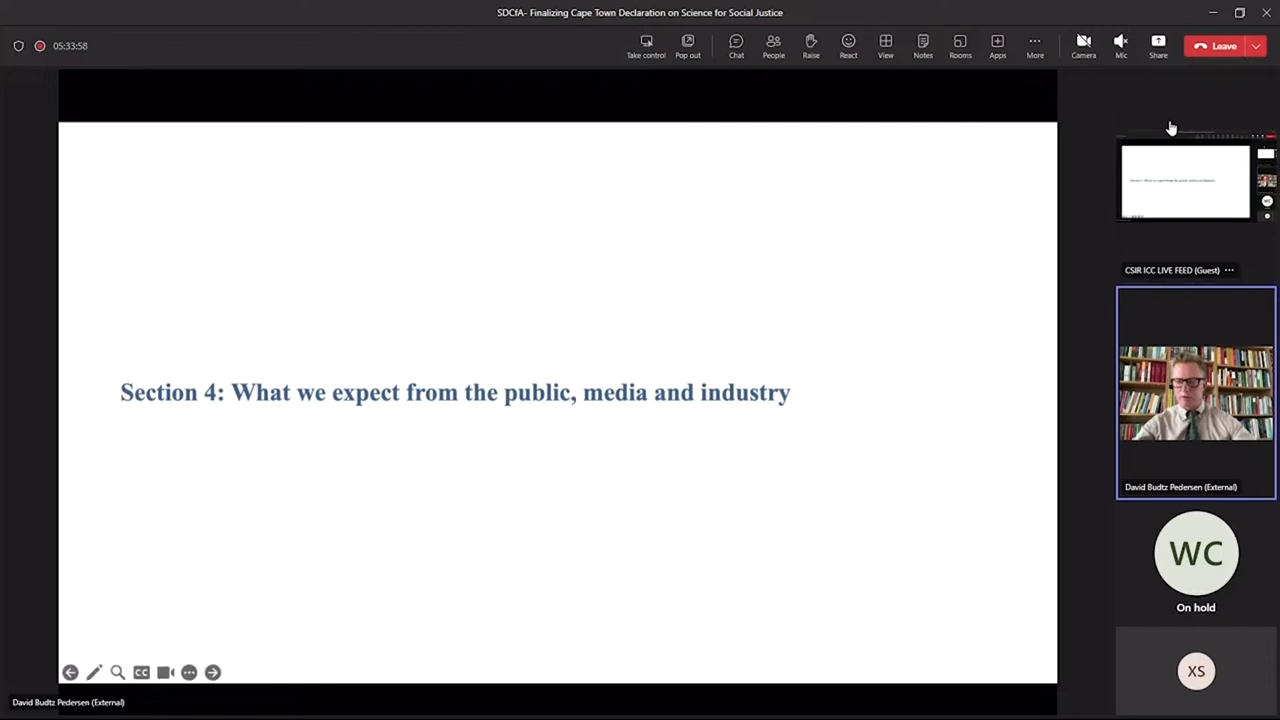 SDCfA- Finalizing Cape Town Declaration on Science for Social Justice
05:33:58
Take control
Pop out
Chat
People
Raise
React
View
Notes
Rooms
Apps
More
Camera
Mic
Share
Leave
Section 4: What we expect from the public, media and industry
CSIR ICC LIVE FEED (Guest) ···
David Budtz Pedersen (External)
WC
On hold
XS
CC
David Budtz Pedersen (External)